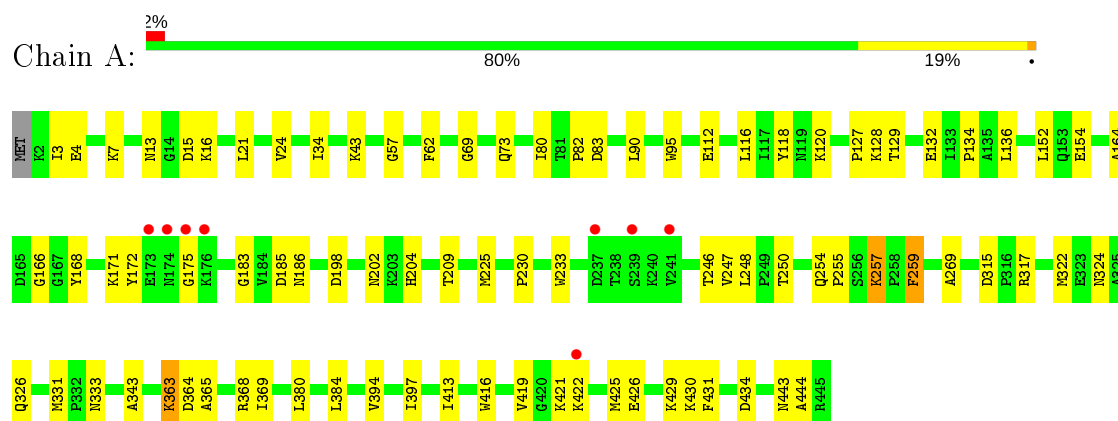 2%
Chain A:
80% 19% •
MET K2 I3 E4 K7 N13 G14 D15 K16 L21 V24 I34 K43 G57 F62 G69 Q73 I80 T81 P82 D83 L90 W95 E112 L116 I117 Y118 N119 K120 P127 K128 T129 E132 I133 P134 A135 L136 L152 Q153 E154 A164
D165 G166 G167 Y168 K171 Y172 E173 N174 G175 K176 G183 V184 D185 N186 D198 N202 K203 H204 T209 M225 P230 W233 D237 T238 S239 K240 V241 T246 V247 L248 P249 T250 Q254 P255 S256 K257 P258 F259 A269 D315 P316 R317 M322 E323 N324 A325
Q326 M331 P332 N333 A343 K363 D364 A365 R368 I369 L380 L384 V394 I397 I413 W416 V419 G420 K421 K422 M425 E426 K429 K430 F431 D434 N443 A444 R445